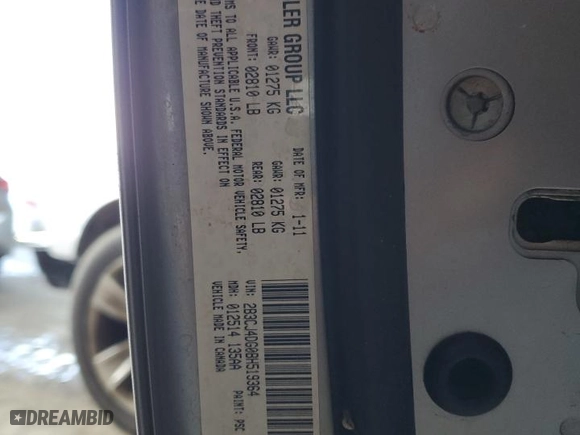 LER GROUP LLC
DATE OF MFR: 1-11
GAWR: 01275 KG
GAWR: 01275 KG
FRONT: 02810 LB
REAR: 02810 LB
MS TO ALL APPLICABLE U.S.A. FEDERAL MOTOR VEHICLE SAFETY,
D THEFT PREVENTION STANDARDS IN EFFECT ON
E DATE OF MANUFACTURE SHOWN ABOVE.
VIN: 2B3CJ4DG0BH519364
MDH: 012514 135AA
PAINT: PSC
VEHICLE MADE IN CANADA
DREAMBID